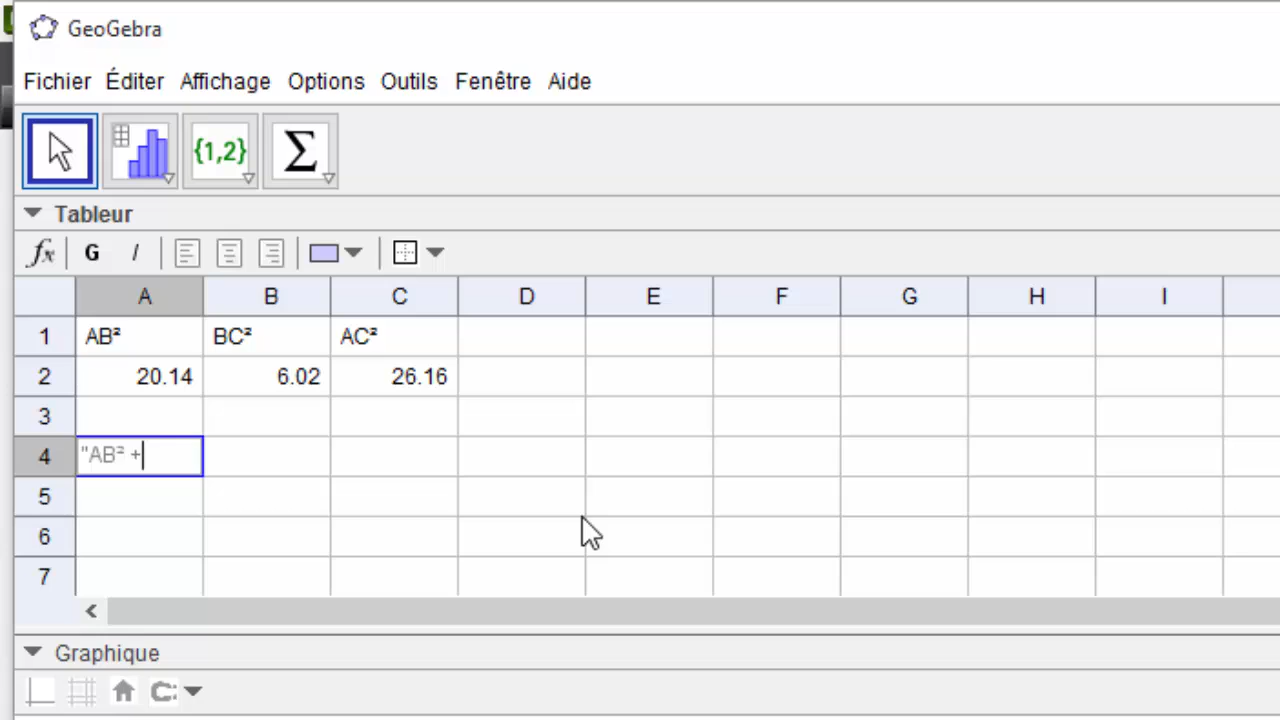 GeoGebra
Fichier Éditer Affichage Options Outils Fenêtre Aide
{1,2} Σ
Tableur
fx G I
A B C D E F G H I
1 AB² BC² AC²
2 20.14 6.02 26.16
3
4 "AB² +
5
6
7
Graphique